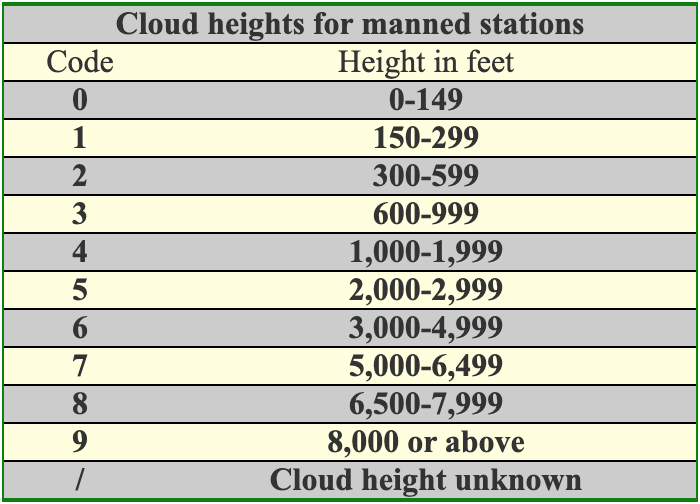 Cloud heights for manned stations
Code Height in feet
0 0-149
1 150-299
2 300-599
3 600-999
4 1,000-1,999
5 2,000-2,999
6 3,000-4,999
7 5,000-6,499
8 6,500-7,999
9 8,000 or above
/ Cloud height unknown